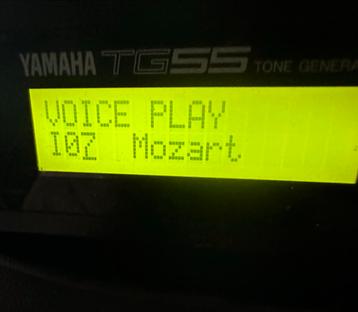 YAMAHA TG55 TONE GENERA
VOICE PLAY
I07 Mozart